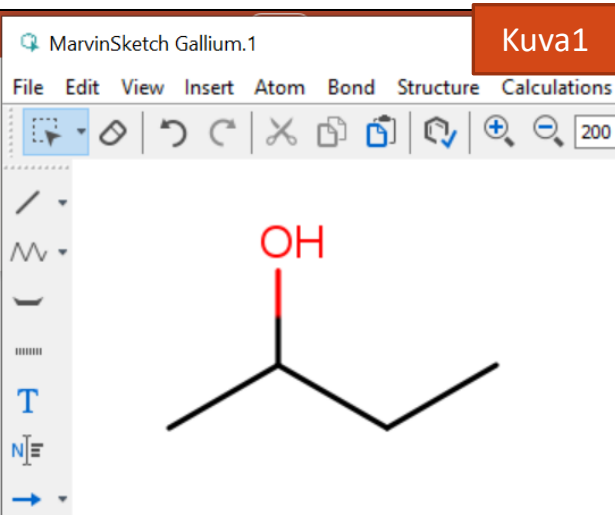 Kuva1
MarvinSketch Gallium.1
File Edit View Insert Atom Bond Structure Calculations
200
OH
T
N